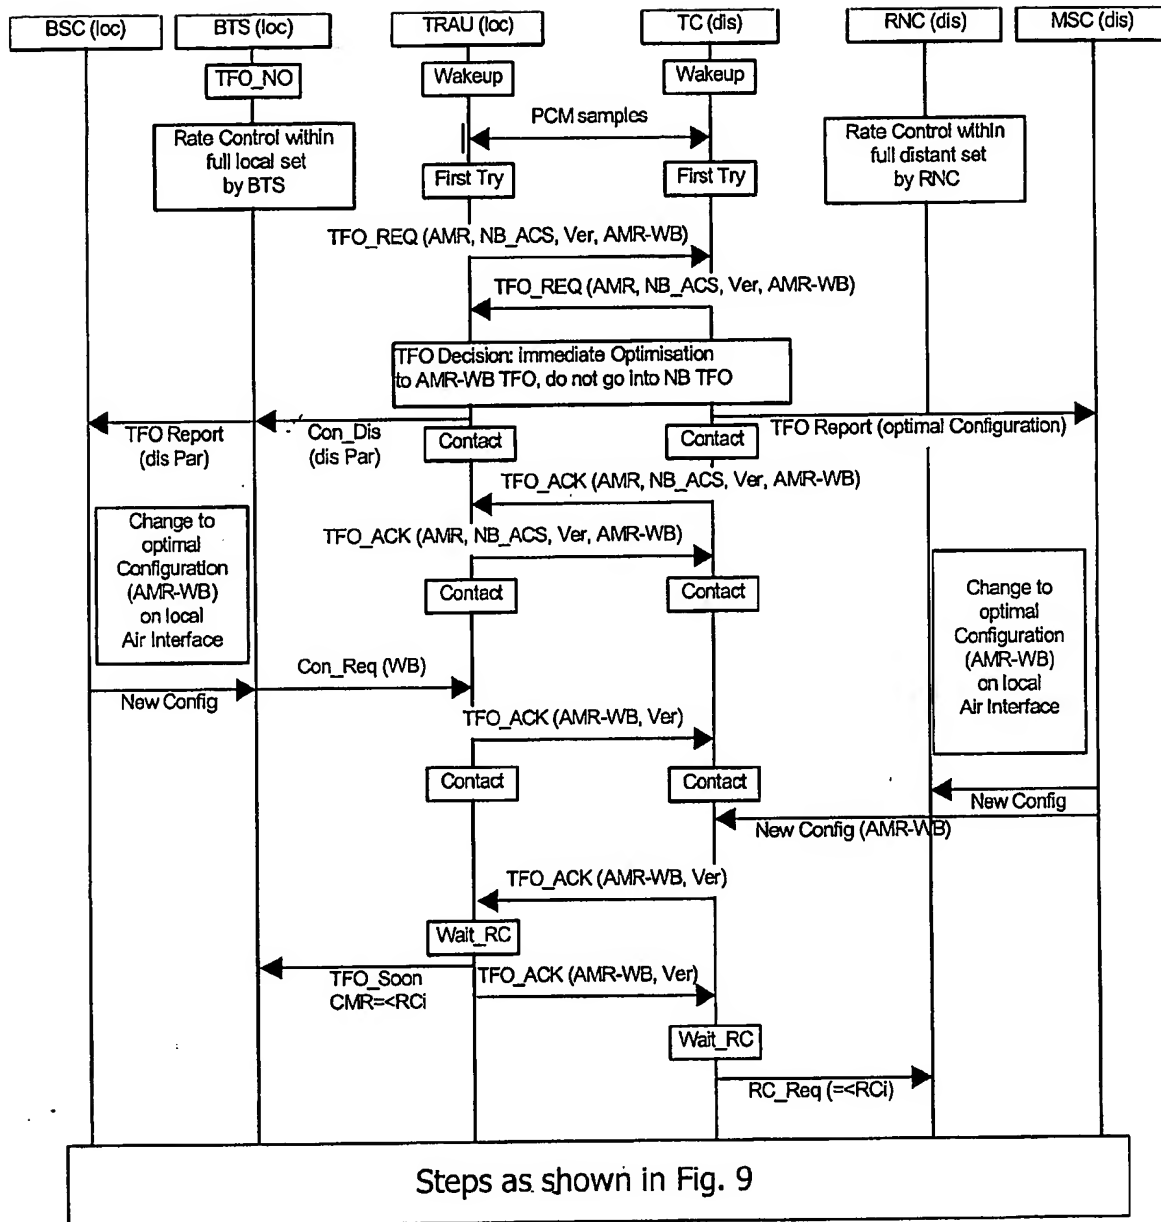 BSC (loc)
BTS (loc)
TRAU (loc)
TC (dis)
RNC (dis)
MSC (dis)
TFO_NO
Wakeup
Wakeup
PCM samples
Rate Control within
full local set
by BTS
Rate Control within
full distant set
by RNC
First Try
First Try
TFO_REQ (AMR, NB_ACS, Ver, AMR-WB)
TFO_REQ (AMR, NB_ACS, Ver, AMR-WB)
TFO Decision: immediate Optimisation
to AMR-WB TFO, do not go into NB TFO
TFO Report
(dis Par)
Con_Dis
(dis Par)
Contact
Contact
TFO Report (optimal Configuration)
TFO_ACK (AMR, NB_ACS, Ver, AMR-WB)
TFO_ACK (AMR, NB_ACS, Ver, AMR-WB)
Change to
optimal
Configuration
(AMR-WB)
on local
Air Interface
Contact
Contact
Change to
optimal
Configuration
(AMR-WB)
on local
Air Interface
Con_Req (WB)
New Config
TFO_ACK (AMR-WB, Ver)
Contact
Contact
New Config
New Config (AMR-WB)
TFO_ACK (AMR-WB, Ver)
Wait_RC
TFO_Soon
CMR=<RCi
TFO_ACK (AMR-WB, Ver)
Wait_RC
RC_Req (=<RCi)
Steps as shown in Fig. 9